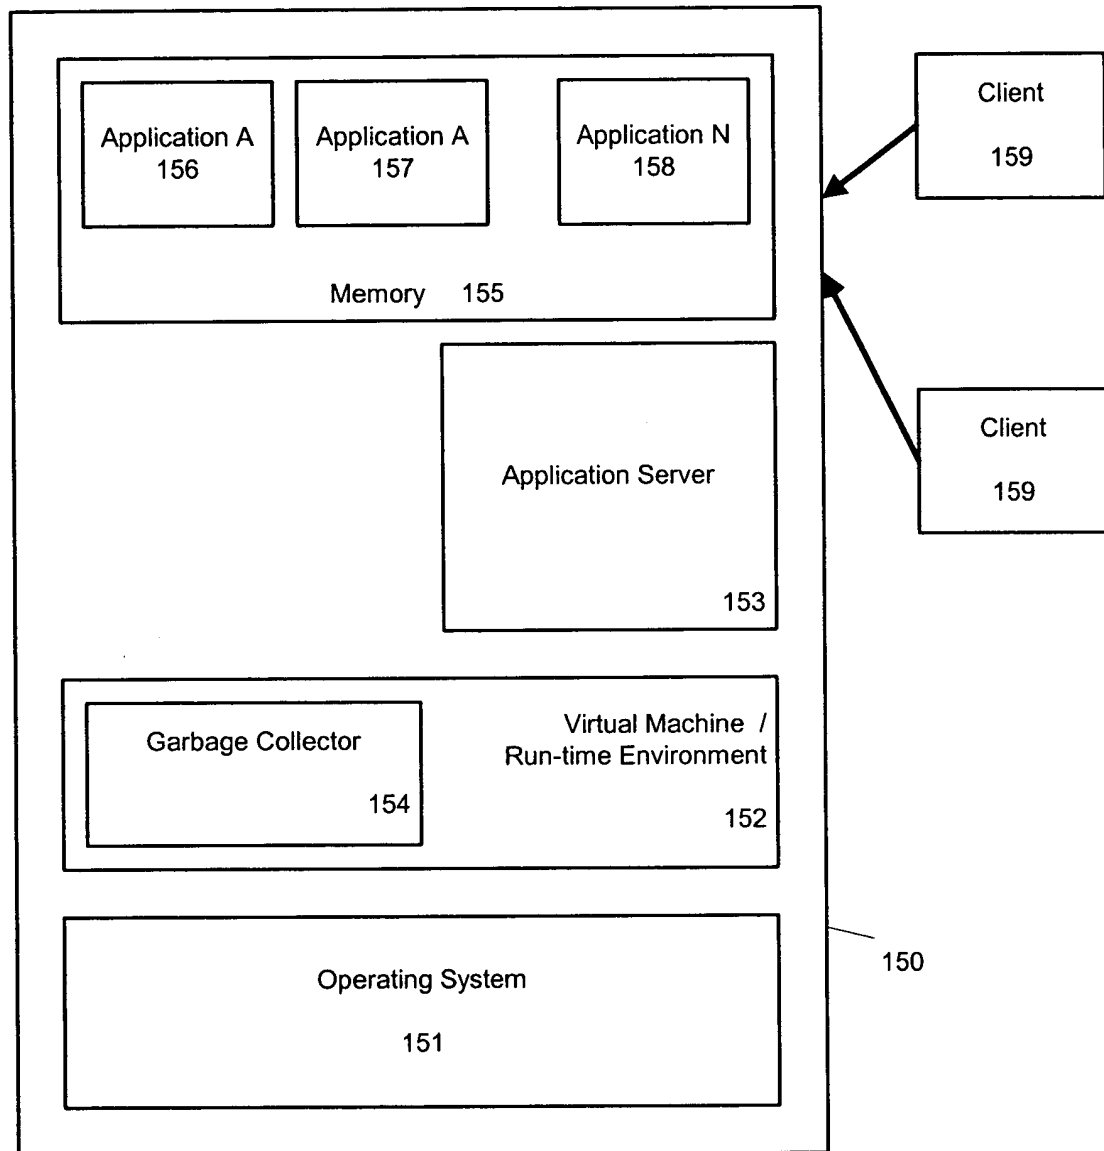 Application A
156
Application A
157
Application N
158
Memory 155
Client
159
Application Server
153
Client
159
Garbage Collector
154
Virtual Machine /
Run-time Environment
152
150
Operating System
151